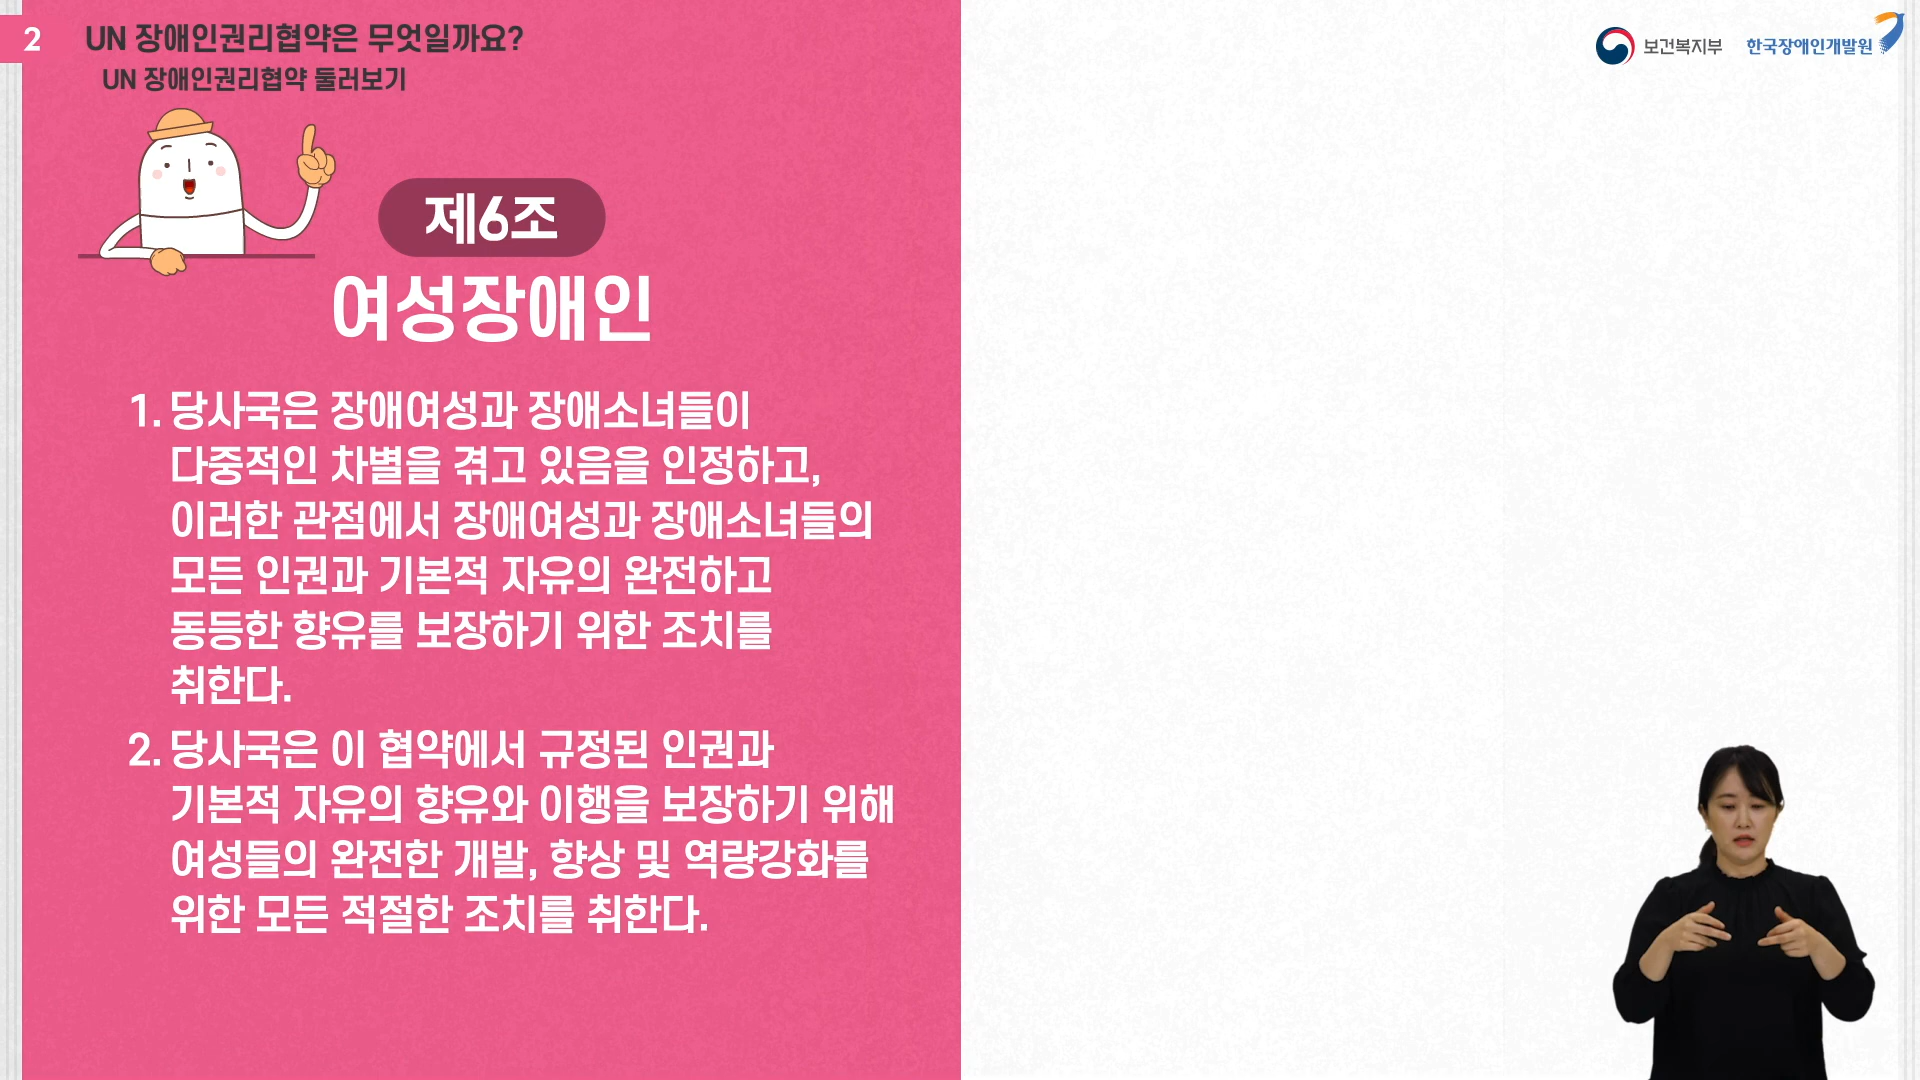 2
UN 장애인권리협약은 무엇일까요?
UN 장애인권리협약 둘러보기
보건복지부
한국장애인개발원
제6조
여성장애인
1. 당사국은 장애여성과 장애소녀들이
다중적인 차별을 겪고 있음을 인정하고,
이러한 관점에서 장애여성과 장애소녀들의
모든 인권과 기본적 자유의 완전하고
동등한 향유를 보장하기 위한 조치를
취한다.
2. 당사국은 이 협약에서 규정된 인권과
기본적 자유의 향유와 이행을 보장하기 위해
여성들의 완전한 개발, 향상 및 역량강화를
위한 모든 적절한 조치를 취한다.